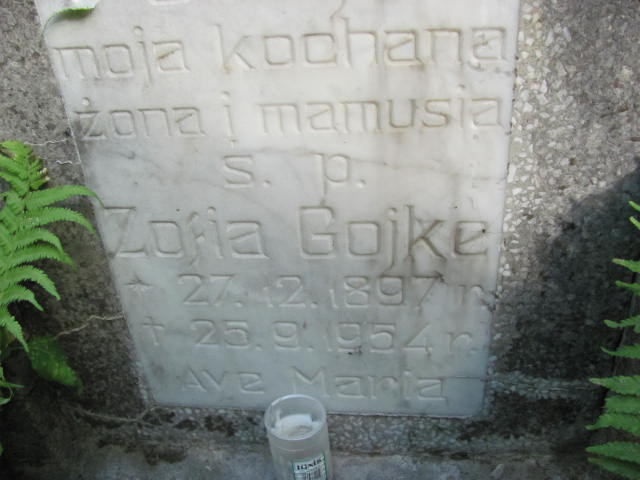 moja kochana
żona i mamusia
s. p.
Zofia Gojke
* 27. 12. 1897 r.
† 25. 9. 1954 r.
Ave Maria